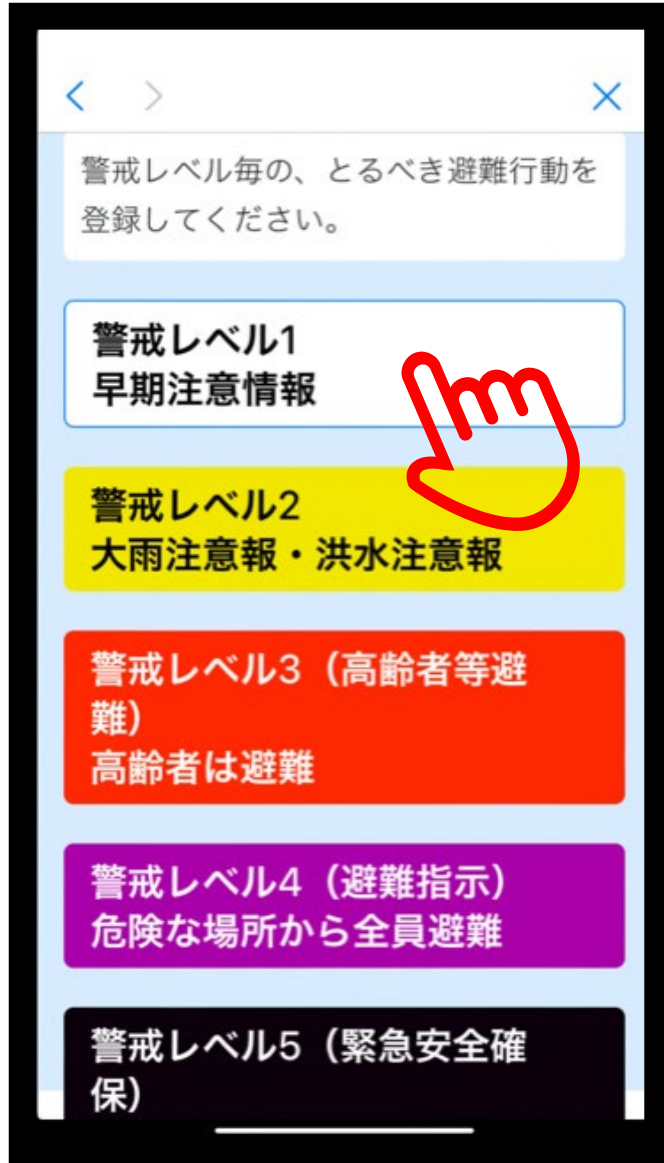 警戒レベル毎の、とるべき避難行動を
登録してください。
警戒レベル1
早期注意情報
警戒レベル2
大雨注意報・洪水注意報
警戒レベル3（高齢者等避
難）
高齢者は避難
警戒レベル4（避難指示）
危険な場所から全員避難
警戒レベル5（緊急安全確
保）